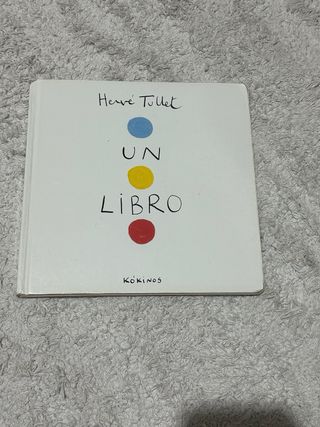 Hervé Tullet
UN
LiBRO
KÓKINOS